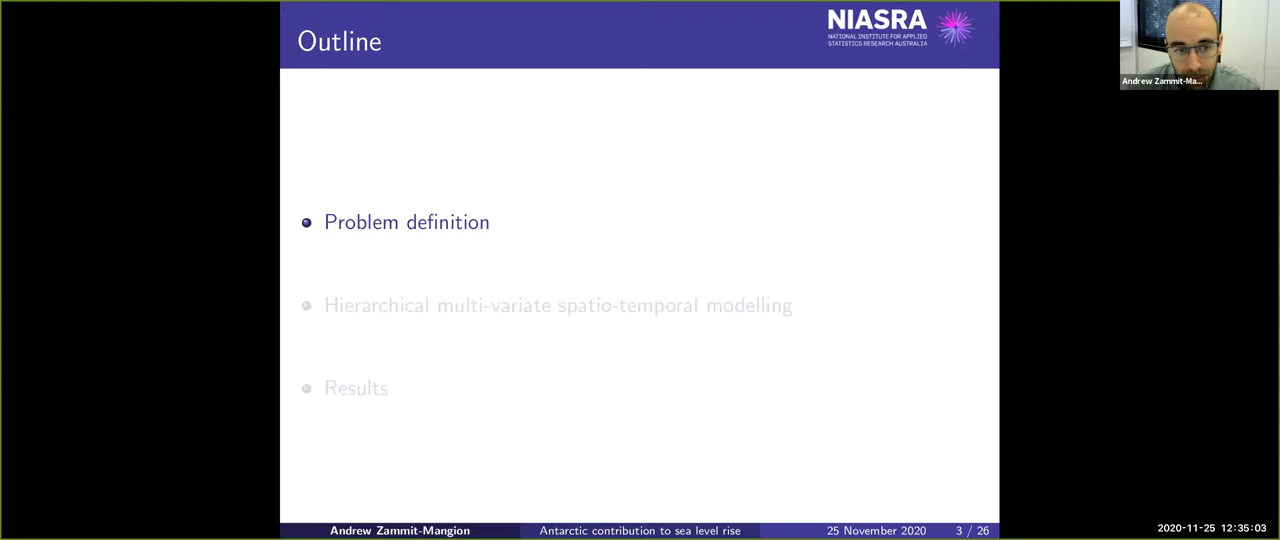 Outline
NIASRA
NATIONAL INSTITUTE FOR APPLIED
STATISTICS RESEARCH AUSTRALIA
Andrew Zammit-Ma...
Problem definition
Hierarchical multi-variate spatio-temporal modelling
Results
Andrew Zammit-Mangion Antarctic contribution to sea level rise 25 November 2020 3 / 26
2020-11-25 12:35:03